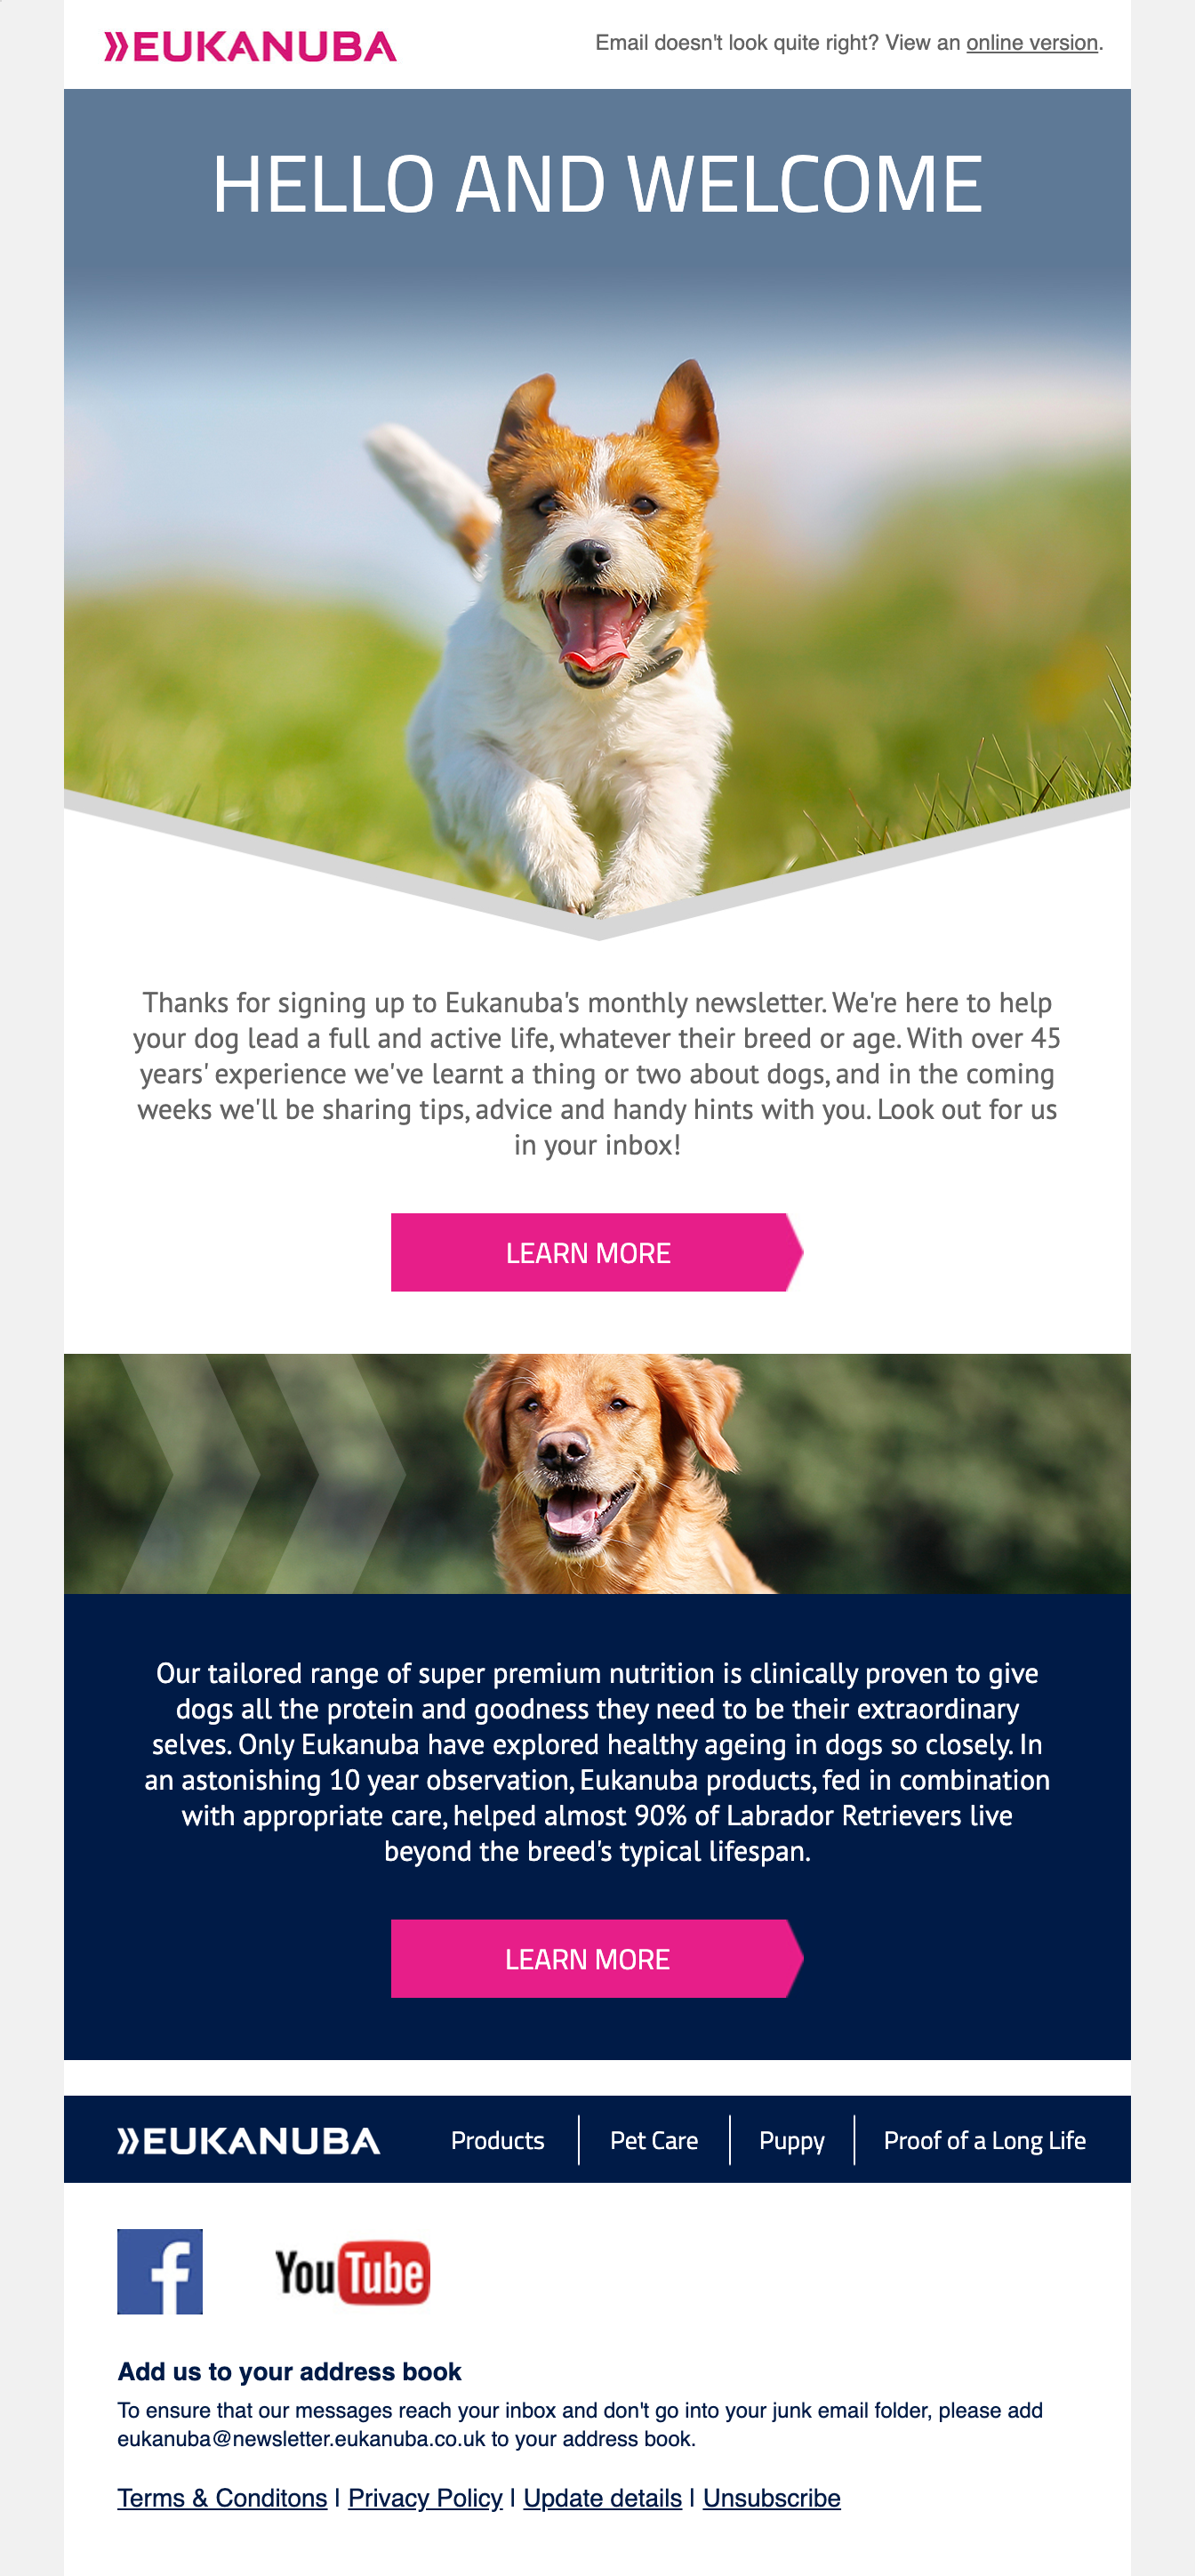 EUKANUBA
Email doesn't look quite right? View an online version.
HELLO AND WELCOME
Thanks for signing up to Eukanuba's monthly newsletter. We're here to help
your dog lead a full and active life, whatever their breed or age. With over 45
years' experience we've learnt a thing or two about dogs, and in the coming
weeks we'll be sharing tips, advice and handy hints with you. Look out for us
in your inbox!
LEARN MORE
Our tailored range of super premium nutrition is clinically proven to give
dogs all the protein and goodness they need to be their extraordinary
selves. Only Eukanuba have explored healthy ageing in dogs so closely. In
an astonishing 10 year observation, Eukanuba products, fed in combination
with appropriate care, helped almost 90% of Labrador Retrievers live
beyond the breed's typical lifespan.
LEARN MORE
EUKANUBA Products | Pet Care | Puppy | Proof of a Long Life
f YouTube
Add us to your address book
To ensure that our messages reach your inbox and don't go into your junk email folder, please add
eukanuba@newsletter.eukanuba.co.uk to your address book.
Terms & Conditons | Privacy Policy | Update details | Unsubscribe